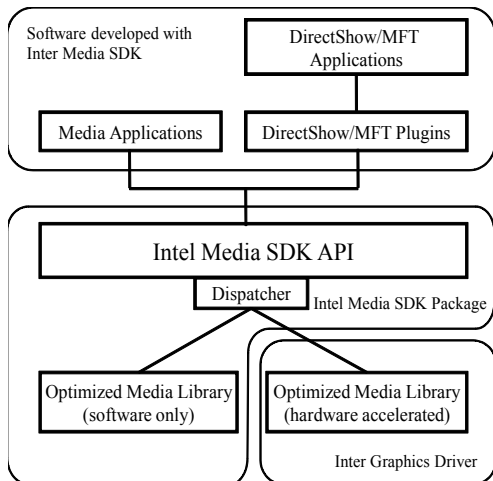 Software developed with
Inter Media SDK
DirectShow/MFT
Applications
Media Applications
DirectShow/MFT Plugins
Intel Media SDK API
Dispatcher
Intel Media SDK Package
Optimized Media Library
(software only)
Optimized Media Library
(hardware accelerated)
Inter Graphics Driver